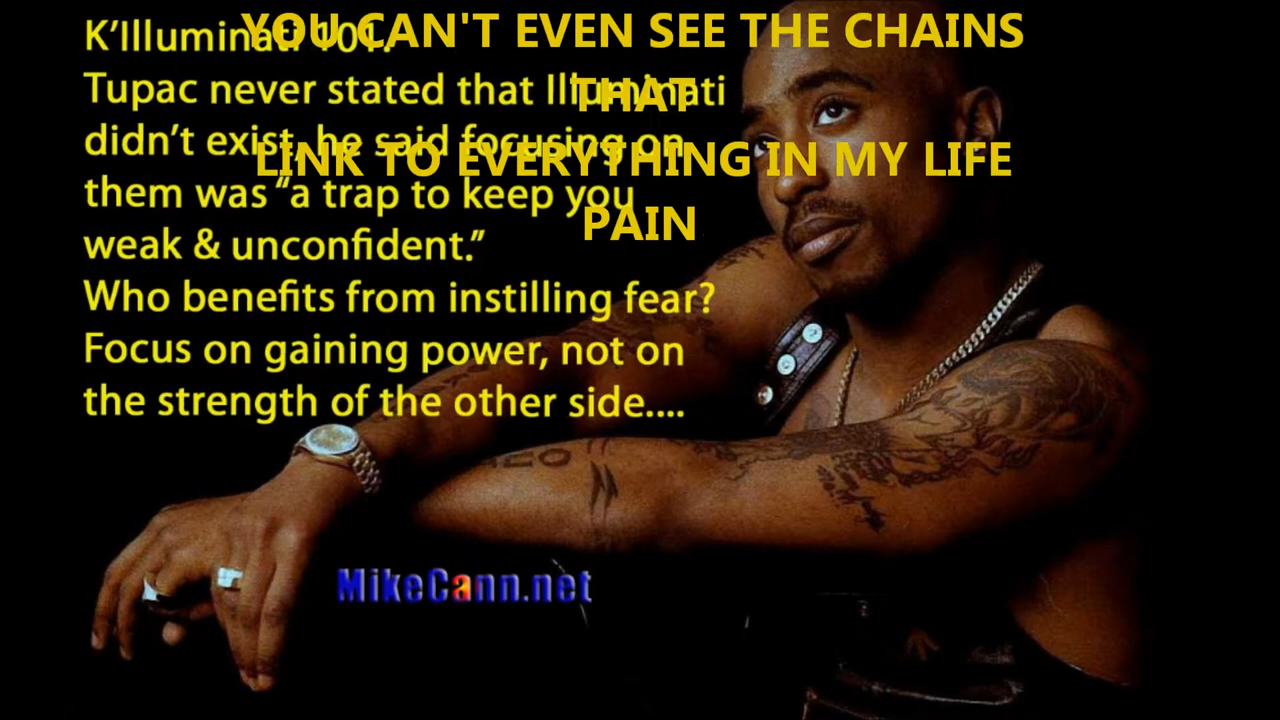 K'Illuminati 101.
Tupac never stated that Illuminati
didn't exist, he said focusing on
them was “a trap to keep you
weak & unconfident.”
Who benefits from instilling fear?
Focus on gaining power, not on
the strength of the other side....
YOU CAN'T EVEN SEE THE CHAINS
THAT
LINK TO EVERYTHING IN MY LIFE
PAIN
MikeCann.net